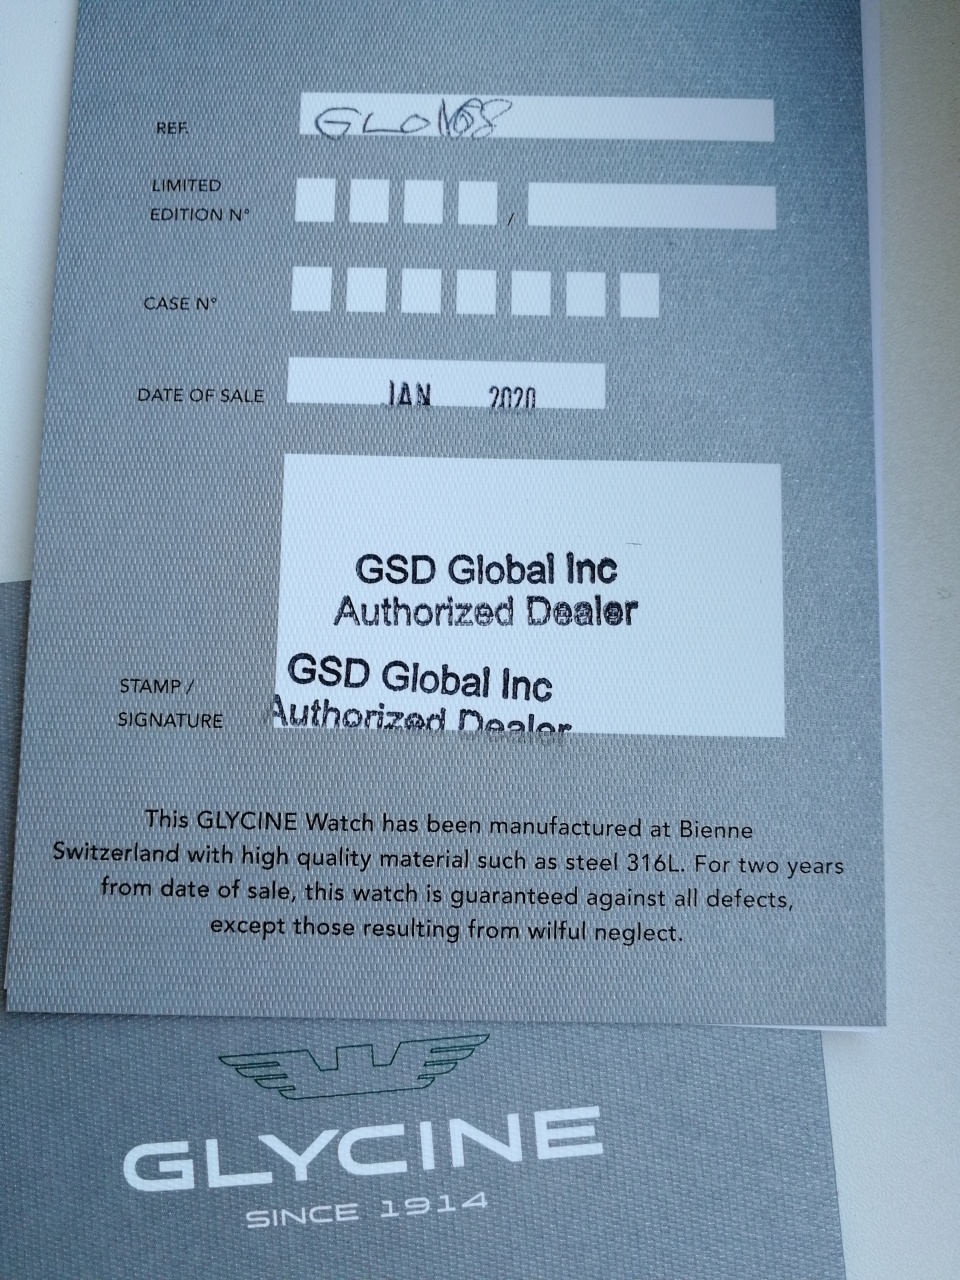 REF. GL0168
LIMITED
EDITION N° /
CASE N°
DATE OF SALE JAN 2020
GSD Global Inc
Authorized Dealer
GSD Global Inc
Authorized Dealer
STAMP /
SIGNATURE
This GLYCINE Watch has been manufactured at Bienne
Switzerland with high quality material such as steel 316L. For two years
from date of sale, this watch is guaranteed against all defects,
except those resulting from wilful neglect.
GLYCINE
SINCE 1914